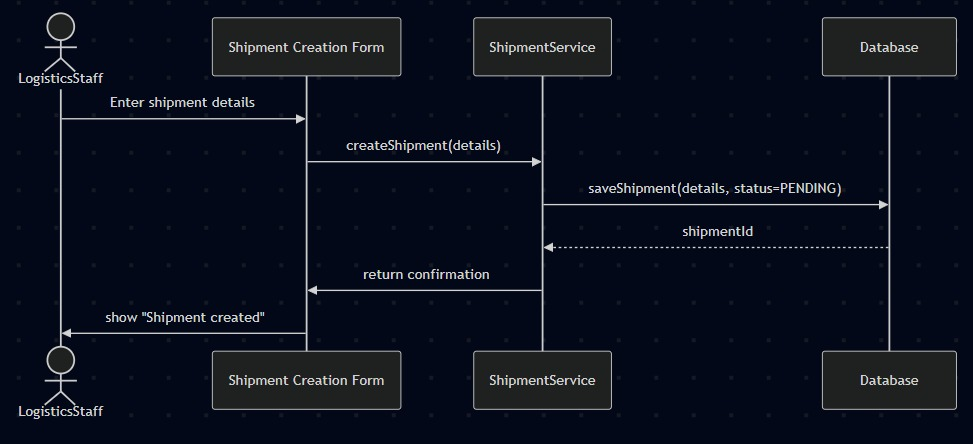 LogisticsStaff
Shipment Creation Form
ShipmentService
Database
Enter shipment details
createShipment(details)
saveShipment(details, status=PENDING)
shipmentId
return confirmation
show "Shipment created"
LogisticsStaff
Shipment Creation Form
ShipmentService
Database